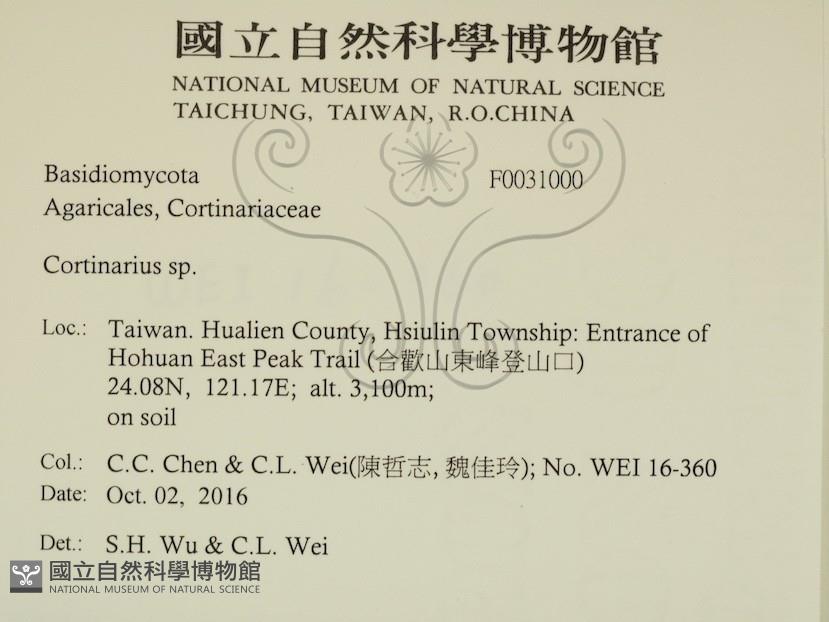 國立自然科學博物館
NATIONAL MUSEUM OF NATURAL SCIENCE
TAICHUNG, TAIWAN, R.O.CHINA
Basidiomycota F0031000
Agaricales, Cortinariaceae
Cortinarius sp.
Loc.: Taiwan. Hualien County, Hsiulin Township: Entrance of
Hohuan East Peak Trail (合歡山東峰登山口)
24.08N, 121.17E; alt. 3,100m;
on soil
Col.: C.C. Chen & C.L. Wei(陳哲志, 魏佳玲); No. WEI 16-360
Date: Oct. 02, 2016
Det.: S.H. Wu & C.L. Wei
國立自然科學博物館
NATIONAL MUSEUM OF NATURAL SCIENCE